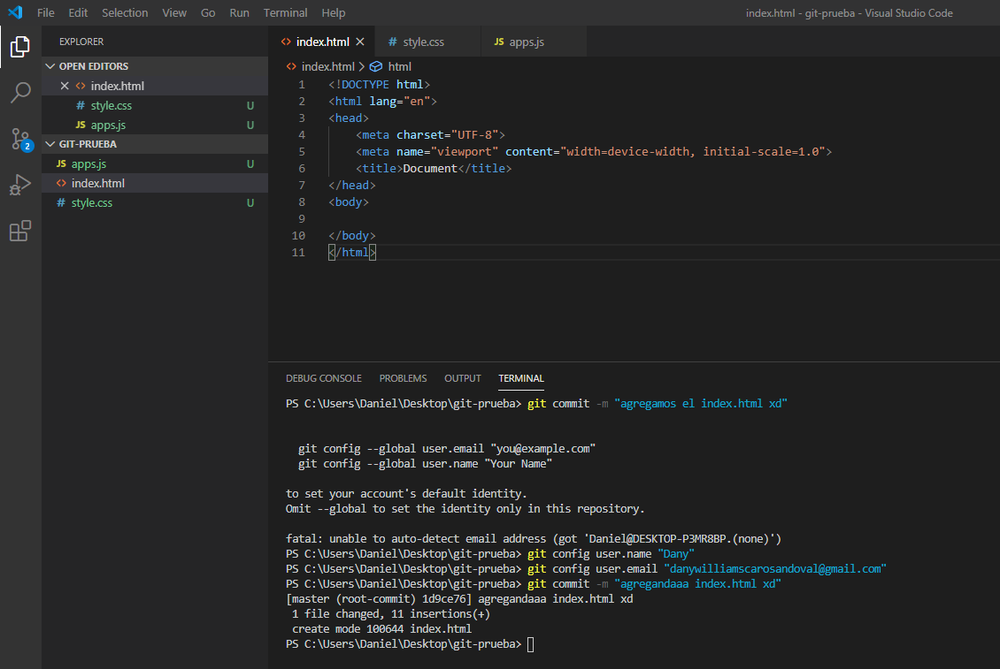 File Edit Selection View Go Run Terminal Help index.html - git-prueba - Visual Studio Code
EXPLORER
OPEN EDITORS
index.html
style.css U
apps.js U
GIT-PRUEBA
apps.js U
index.html
style.css U
2
index.html style.css JS apps.js
index.html > html
1 <!DOCTYPE html>
2 <html lang="en">
3 <head>
4 <meta charset="UTF-8">
5 <meta name="viewport" content="width=device-width, initial-scale=1.0">
6 <title>Document</title>
7 </head>
8 <body>
9
10 </body>
11 </html>
DEBUG CONSOLE PROBLEMS OUTPUT TERMINAL
PS C:\Users\Daniel\Desktop\git-prueba> git commit -m "agregamos el index.html xd"
git config --global user.email "you@example.com"
git config --global user.name "Your Name"
to set your account's default identity.
Omit --global to set the identity only in this repository.
fatal: unable to auto-detect email address (got 'Daniel@DESKTOP-P3MR8BP.(none)')
PS C:\Users\Daniel\Desktop\git-prueba> git config user.name "Dany"
PS C:\Users\Daniel\Desktop\git-prueba> git config user.email "danywilliamscarosandoval@gmail.com"
PS C:\Users\Daniel\Desktop\git-prueba> git commit -m "agregandaaa index.html xd"
[master (root-commit) 1d9ce76] agregandaaa index.html xd
1 file changed, 11 insertions(+)
create mode 100644 index.html
PS C:\Users\Daniel\Desktop\git-prueba>